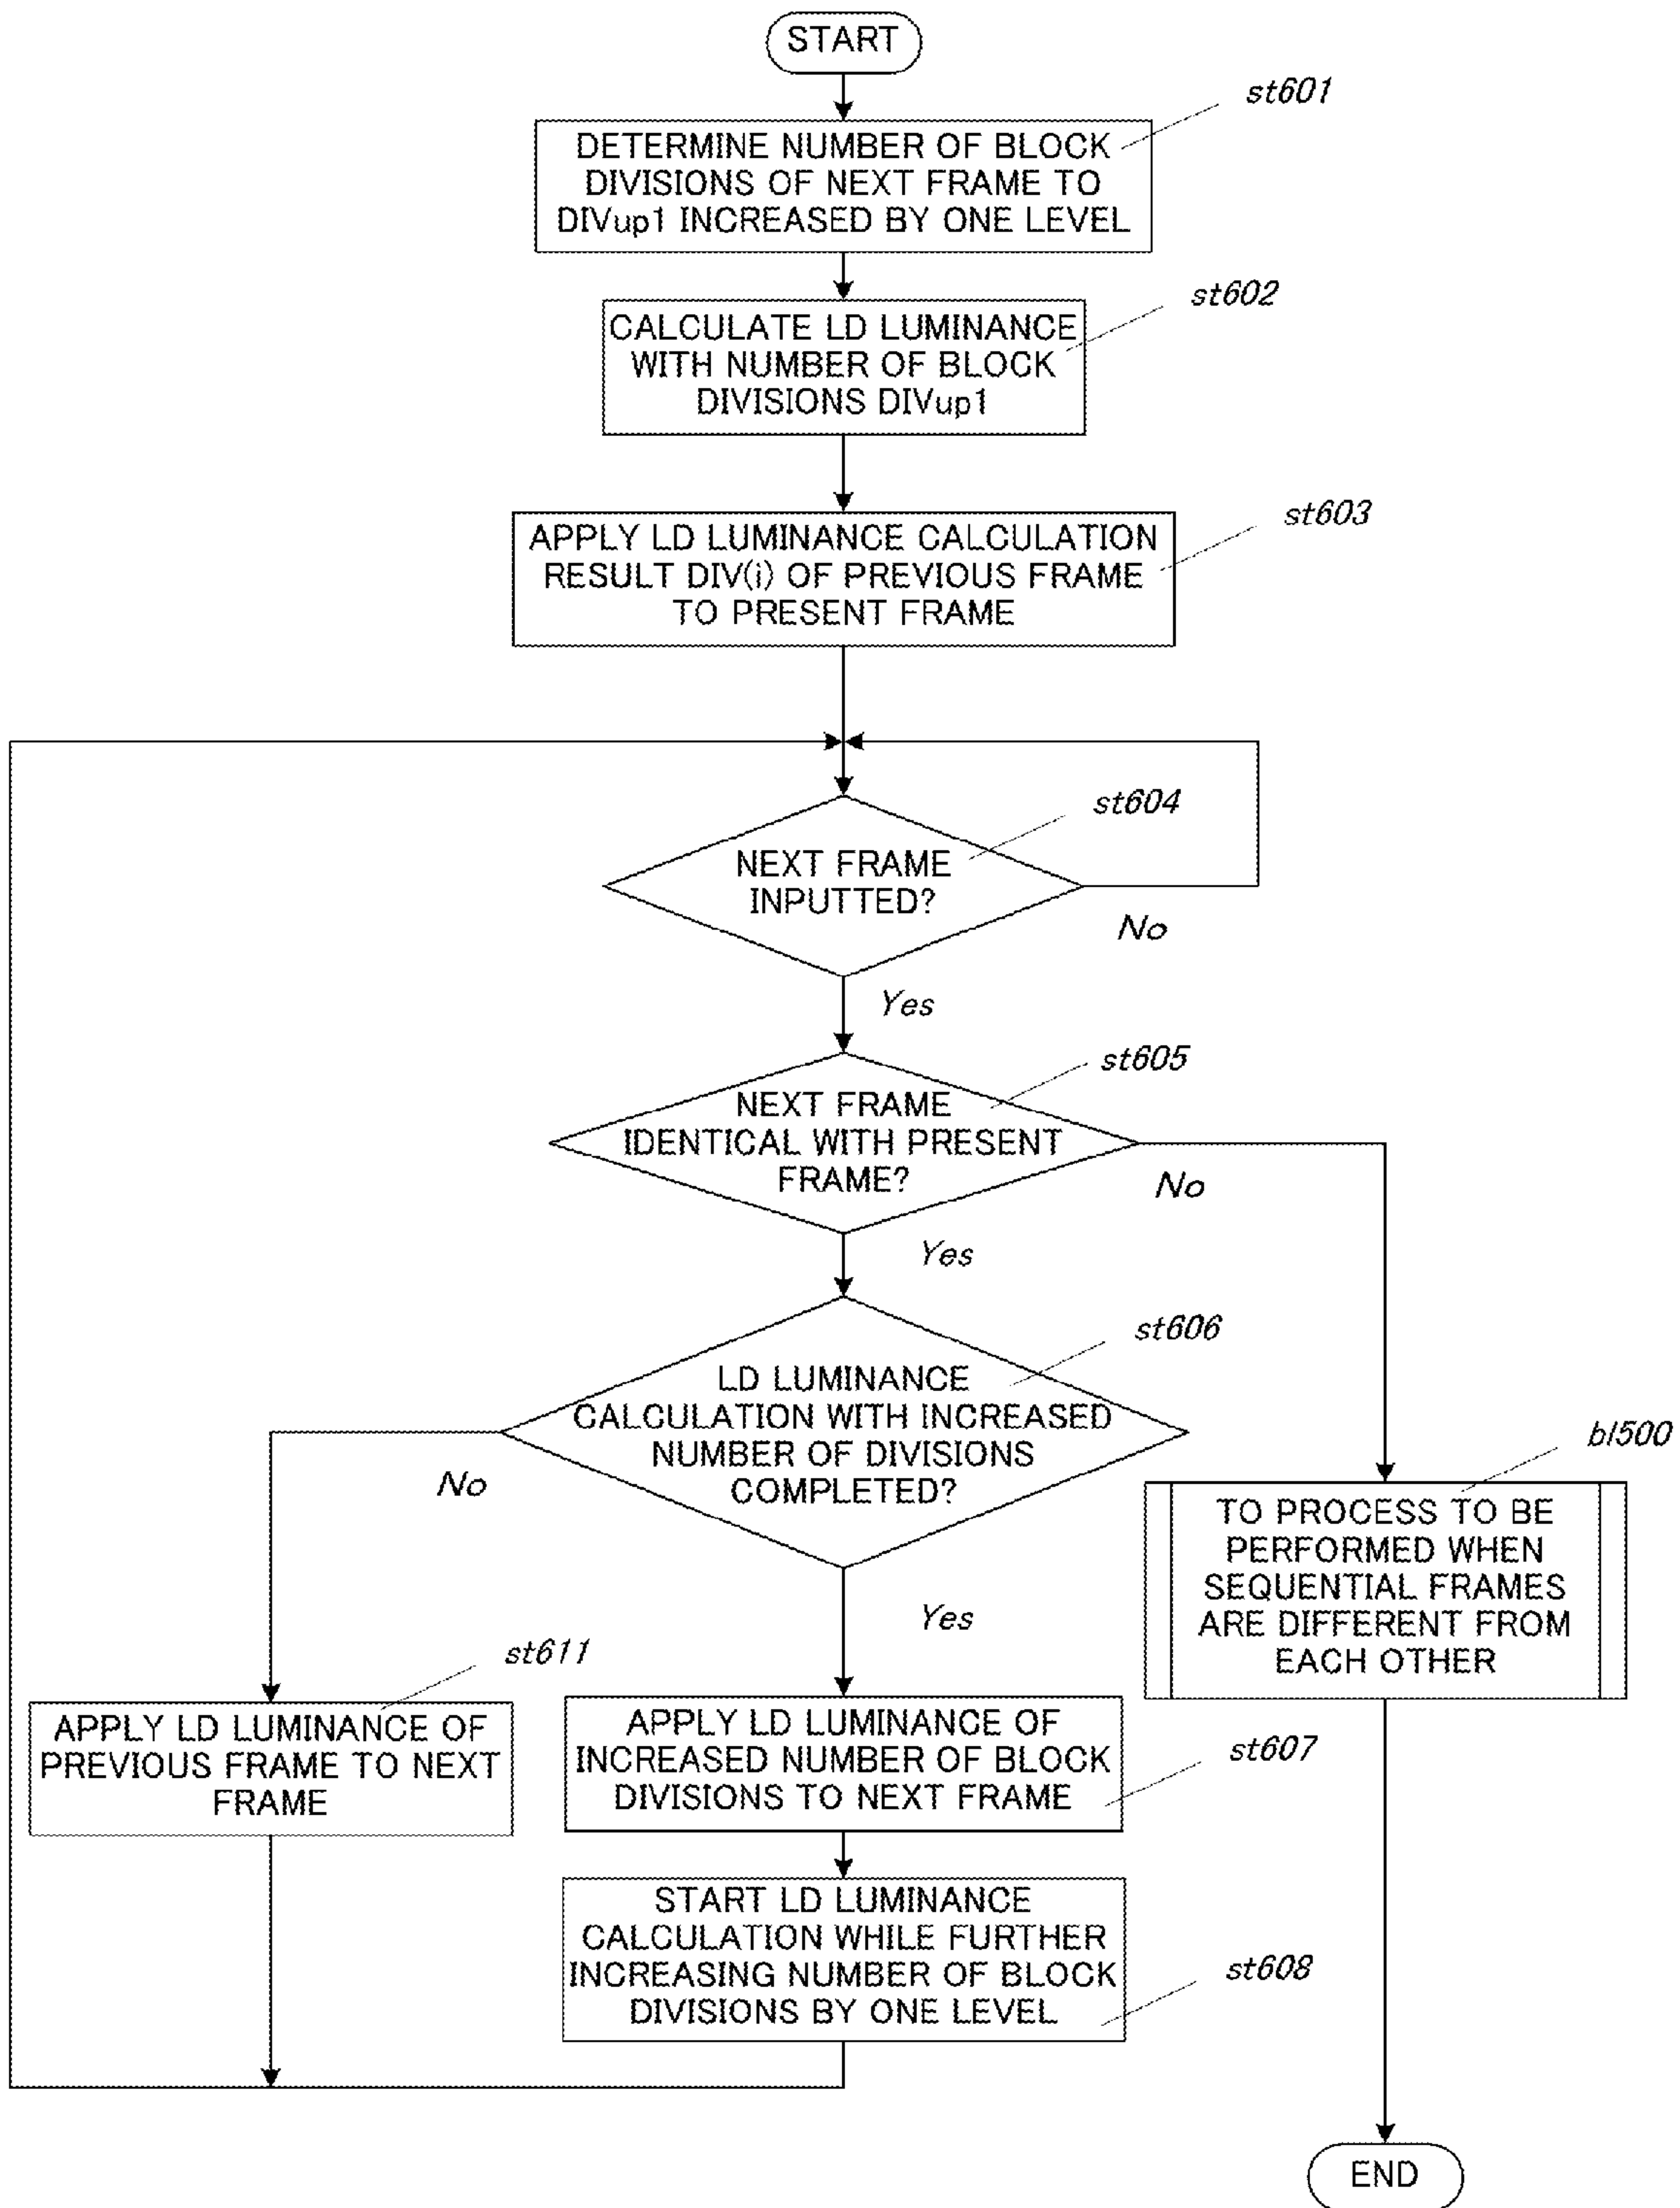 START
st601
DETERMINE NUMBER OF BLOCK
DIVISIONS OF NEXT FRAME TO
DIVup1 INCREASED BY ONE LEVEL
st602
CALCULATE LD LUMINANCE
WITH NUMBER OF BLOCK
DIVISIONS DIVup1
st603
APPLY LD LUMINANCE CALCULATION
RESULT DIV(i) OF PREVIOUS FRAME
TO PRESENT FRAME
st604
NEXT FRAME
INPUTTED?
No
Yes
st605
NEXT FRAME
IDENTICAL WITH PRESENT
FRAME?
No
Yes
st606
LD LUMINANCE
CALCULATION WITH INCREASED
NUMBER OF DIVISIONS
COMPLETED?
No
Yes
bl500
TO PROCESS TO BE
PERFORMED WHEN
SEQUENTIAL FRAMES
ARE DIFFERENT FROM
EACH OTHER
st611
APPLY LD LUMINANCE OF
PREVIOUS FRAME TO NEXT
FRAME
APPLY LD LUMINANCE OF
INCREASED NUMBER OF BLOCK
DIVISIONS TO NEXT FRAME
st607
START LD LUMINANCE
CALCULATION WHILE FURTHER
INCREASING NUMBER OF BLOCK
DIVISIONS BY ONE LEVEL
st608
END